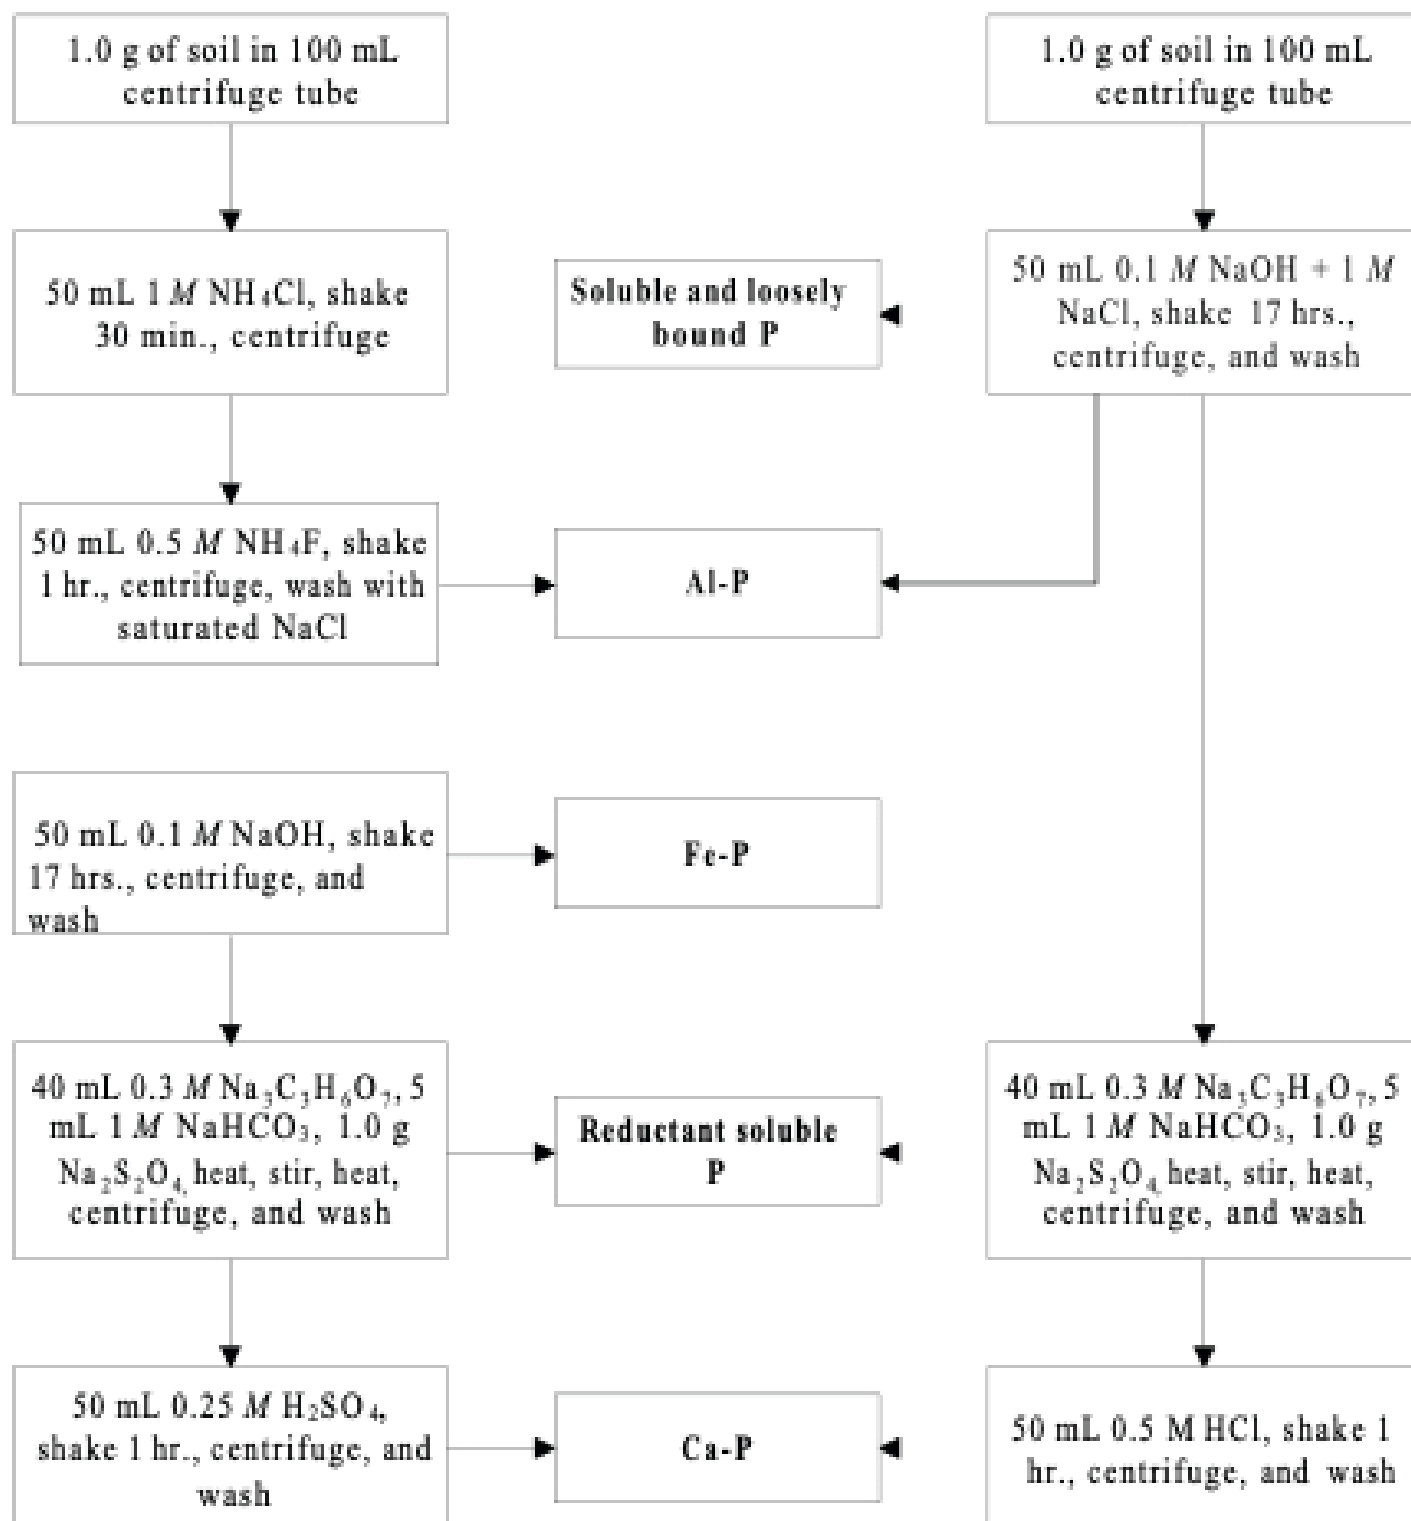 1.0 g of soil in 100 mL
centrifuge tube
1.0 g of soil in 100 mL
centrifuge tube
50 mL 1 M NH₄Cl, shake
30 min., centrifuge
Soluble and loosely
bound P
50 mL 0.1 M NaOH + 1 M
NaCl, shake 17 hrs.,
centrifuge, and wash
50 mL 0.5 M NH₄F, shake
1 hr., centrifuge, wash with
saturated NaCl
Al-P
50 mL 0.1 M NaOH, shake
17 hrs., centrifuge, and
wash
Fe-P
40 mL 0.3 M Na₃C₃H₆O₇, 5
mL 1 M NaHCO₃, 1.0 g
Na₂S₂O₄, heat, stir, heat,
centrifuge, and wash
Reductant soluble
P
40 mL 0.3 M Na₃C₃H₆O₇, 5
mL 1 M NaHCO₃, 1.0 g
Na₂S₂O₄, heat, stir, heat,
centrifuge, and wash
50 mL 0.25 M H₂SO₄,
shake 1 hr., centrifuge, and
wash
Ca-P
50 mL 0.5 M HCl, shake 1
hr., centrifuge, and wash